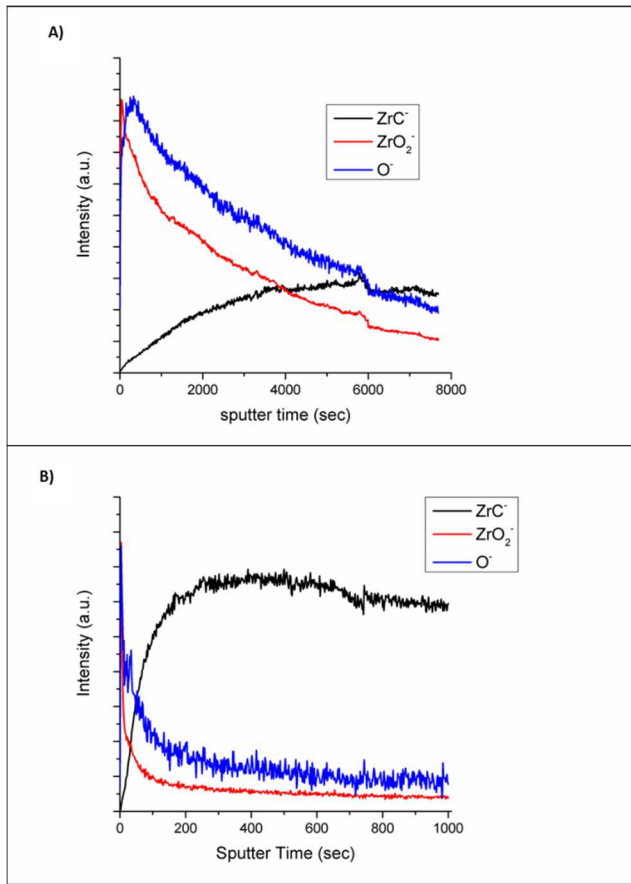 A)
ZrC⁻
ZrO₂⁻
O⁻
Intensity (a.u.)
0 2000 4000 6000 8000
sputter time (sec)
B)
ZrC⁻
ZrO₂⁻
O⁻
Intensity (a.u.)
0 200 400 600 800 1000
Sputter Time (sec)